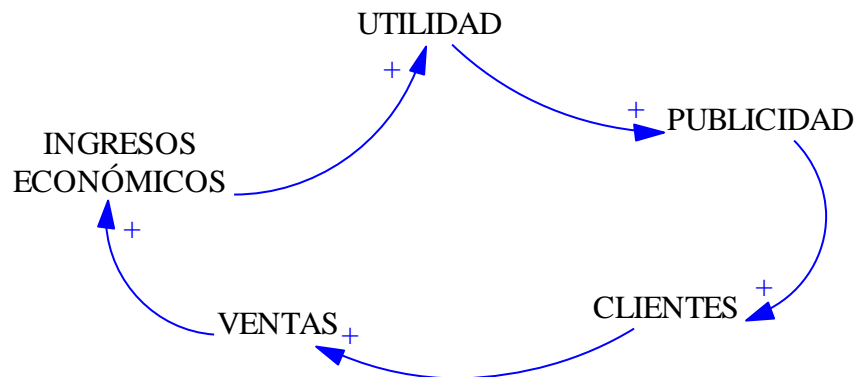 UTILIDAD
+
+
PUBLICIDAD
INGRESOS
ECONÓMICOS
+
+
CLIENTES
VENTAS
+